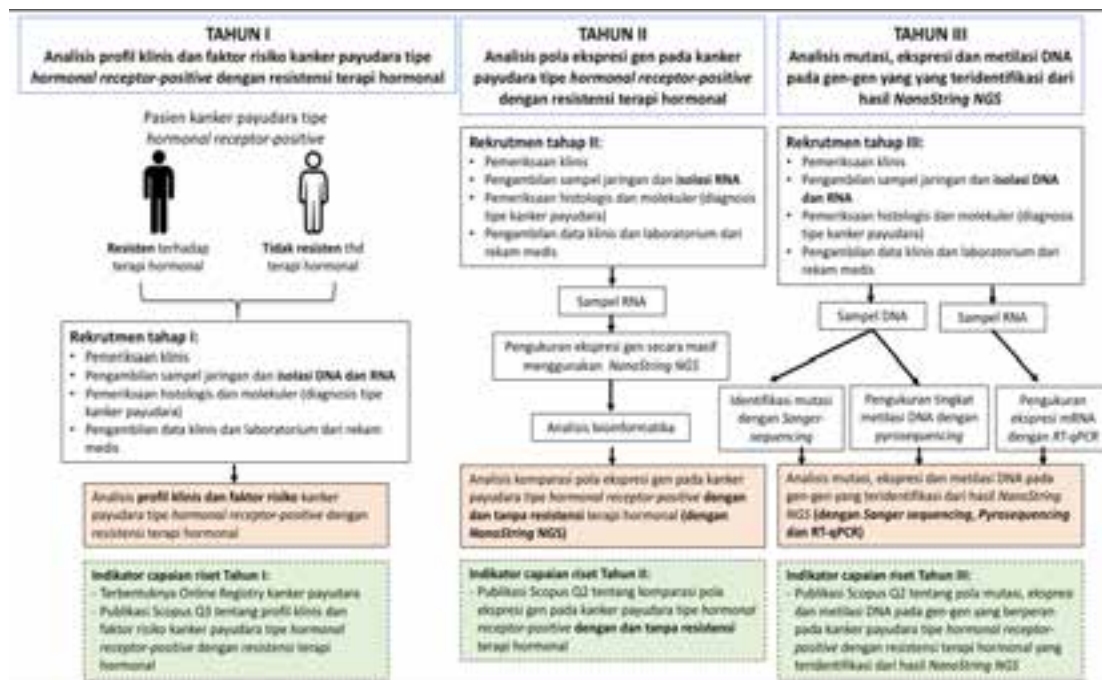 TAHUN I
Analisis profil klinis dan faktor risiko kanker payudara tipe
hormonal receptor-positive dengan resistensi terapi hormonal
Pasien kanker payudara tipe
hormonal receptor-positive
Resisten terhadap
terapi hormonal
Tidak resisten thd
terapi hormonal
Rekrutmen tahap I:
• Pemeriksaan klinis
• Pengambilan sampel jaringan dan isolasi DNA dan RNA
• Pemeriksaan histologis dan molekuler (diagnosis tipe
kanker payudara)
• Pengambilan data klinis dan laboratorium dari rekam
medis
Analisis profil klinis dan faktor risiko kanker
payudara tipe hormonal receptor-positive dengan
resistensi terapi hormonal
Indikator capaian riset Tahun I:
- Terbentuknya Online Registry kanker payudara
- Publikasi Scopus Q3 tentang profil klinis dan
faktor risiko kanker payudara tipe hormonal
receptor-positive dengan resistensi terapi
hormonal
TAHUN II
Analisis pola ekspresi gen pada kanker
payudara tipe hormonal receptor-positive
dengan resistensi terapi hormonal
Rekrutmen tahap II:
• Pemeriksaan klinis
• Pengambilan sampel jaringan dan isolasi RNA
• Pemeriksaan histologis dan molekuler (diagnosis
tipe kanker payudara)
• Pengambilan data klinis dan laboratorium dari
rekam medis
Sampel RNA
Pengukuran ekspresi gen secara masif
menggunakan NanoString NGS
Analisis bioinformatika
Analisis komparasi pola ekspresi gen pada kanker
payudara tipe hormonal receptor-positive dengan
dan tanpa resistensi terapi hormonal (dengan
NanoString NGS)
Indikator capaian riset Tahun II:
- Publikasi Scopus Q2 tentang komparasi pola
ekspresi gen pada kanker payudara tipe hormonal
receptor-positive dengan dan tanpa resistensi
terapi hormonal
TAHUN III
Analisis mutasi, ekspresi dan metilasi DNA
pada gen-gen yang yang teridentifikasi dari
hasil NanoString NGS
Rekrutmen tahap III:
• Pemeriksaan klinis
• Pengambilan sampel jaringan dan isolasi DNA
dan RNA
• Pemeriksaan histologis dan molekuler (diagnosis
tipe kanker payudara)
• Pengambilan data klinis dan laboratorium dari
rekam medis
Sampel DNA
Sampel RNA
Identifikasi mutasi
dengan Sanger
sequencing
Pengukuran tingkat
metilasi DNA dengan
pyrosequencing
Pengukuran
ekspresi mRNA
dengan RT-qPCR
Analisis mutasi, ekspresi dan metilasi DNA pada
gen-gen yang teridentifikasi dari hasil NanoString
NGS (dengan Sanger sequencing, Pyrosequencing
dan RT-qPCR)
Indikator capaian riset Tahun III:
- Publikasi Scopus Q2 tentang pola mutasi, ekspresi
dan metilasi DNA pada gen-gen yang berperan
pada kanker payudara tipe hormonal receptor-
positive dengan resistensi terapi hormonal yang
teridentifikasi dari hasil NanoString NGS